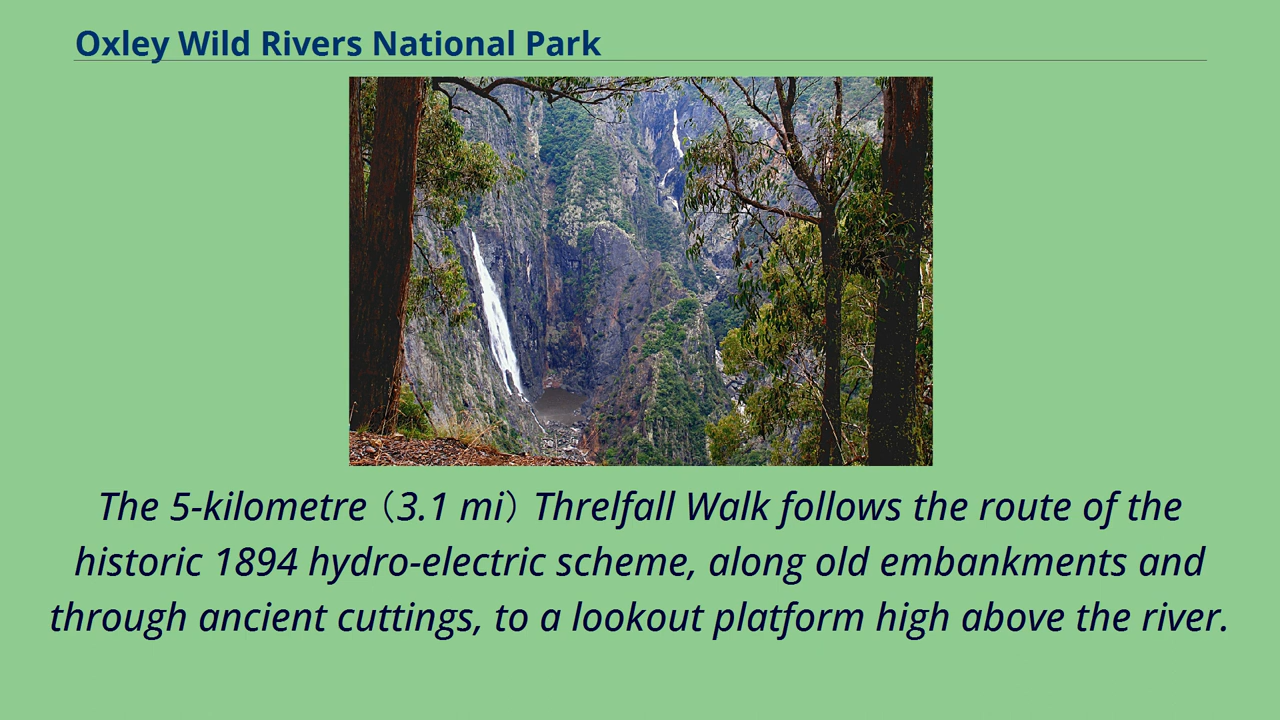 Oxley Wild Rivers National Park
The 5-kilometre（3.1 mi）Threlfall Walk follows the route of the
historic 1894 hydro-electric scheme, along old embankments and
through ancient cuttings, to a lookout platform high above the river.